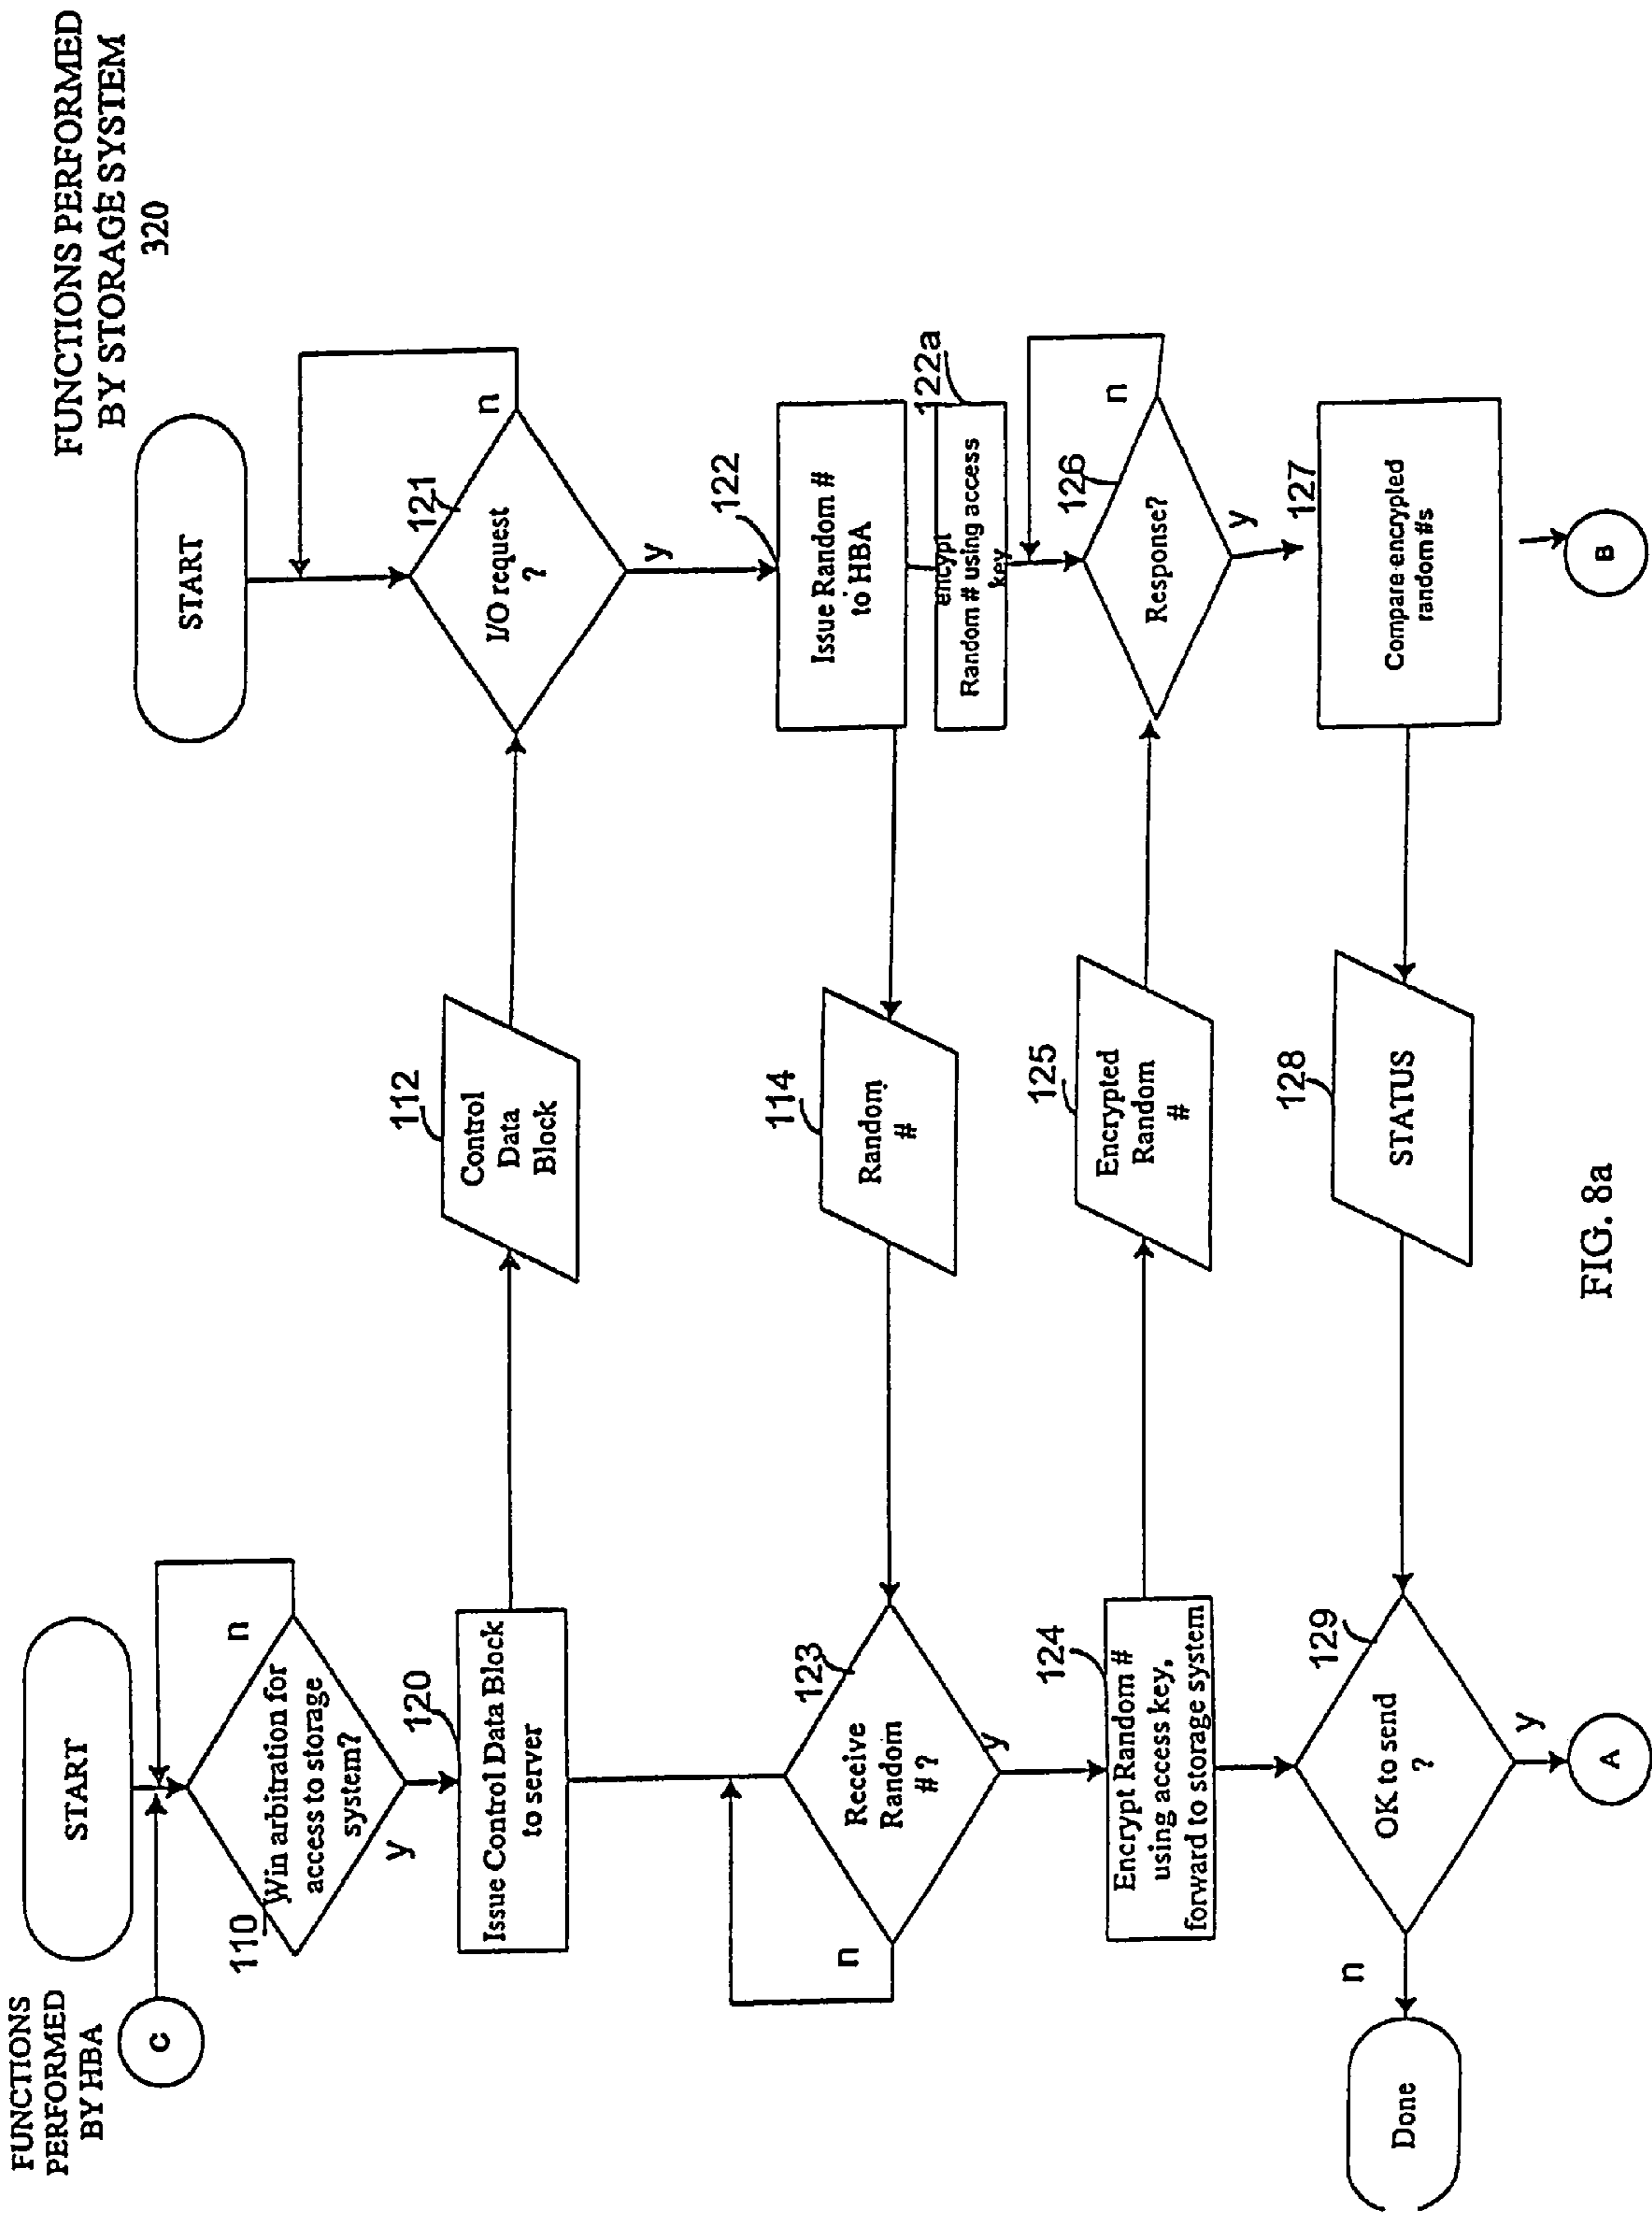 FUNCTIONS
PERFORMED
BY HBA
FUNCTIONS PERFORMED
BY STORAGE SYSTEM
320
START
START
C
110
Win arbitration for
access to storage
system?
n
y
120
Issue Control Data Block
to server
112
Control
Data
Block
121
I/O request
?
n
y
122
Issue Random #
to HBA
122a
encrypt
Random # using access
key
114
Random
#
123
Receive
Random
# ?
n
y
124
Encrypt Random #
using access key,
forward to storage system
125
Encrypted
Random
#
126
Response?
n
y
127
Compare encrypted
random #s
128
STATUS
129
OK to send
?
n
y
Done
A
B
FIG. 8a